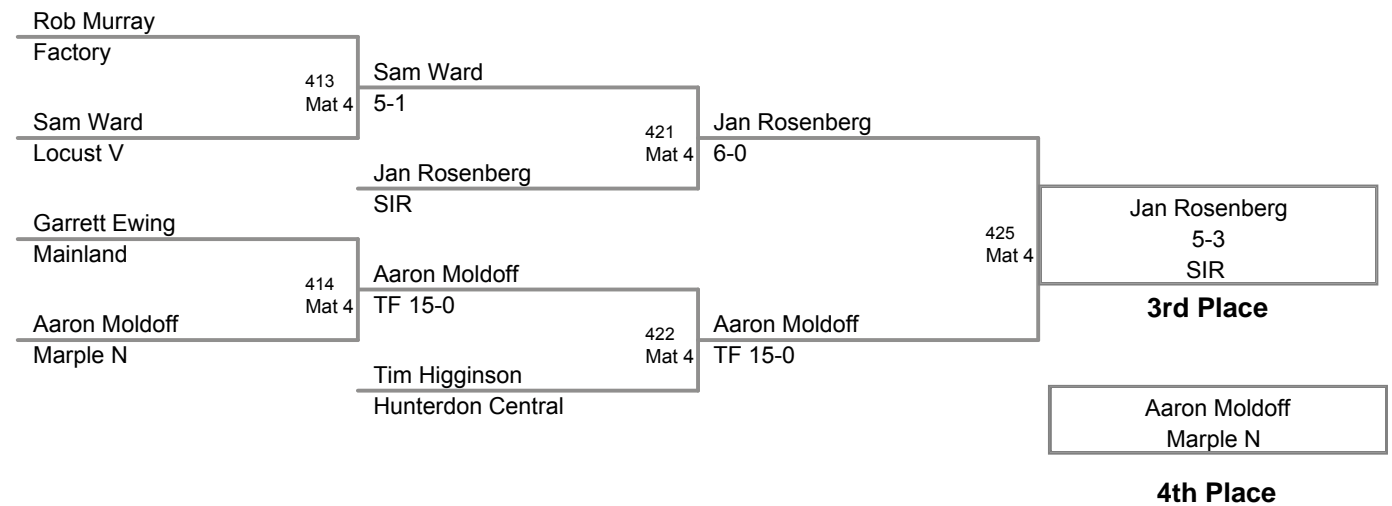 Rob Murray
Factory
413
Mat 4
Sam Ward
5-1
Sam Ward
Locust V
421
Mat 4
Jan Rosenberg
6-0
Jan Rosenberg
SIR
Garrett Ewing
Mainland
414
Mat 4
Aaron Moldoff
TF 15-0
Aaron Moldoff
Marple N
422
Mat 4
Aaron Moldoff
TF 15-0
Tim Higginson
Hunterdon Central
425
Mat 4
Jan Rosenberg
5-3
SIR
3rd Place
Aaron Moldoff
Marple N
4th Place